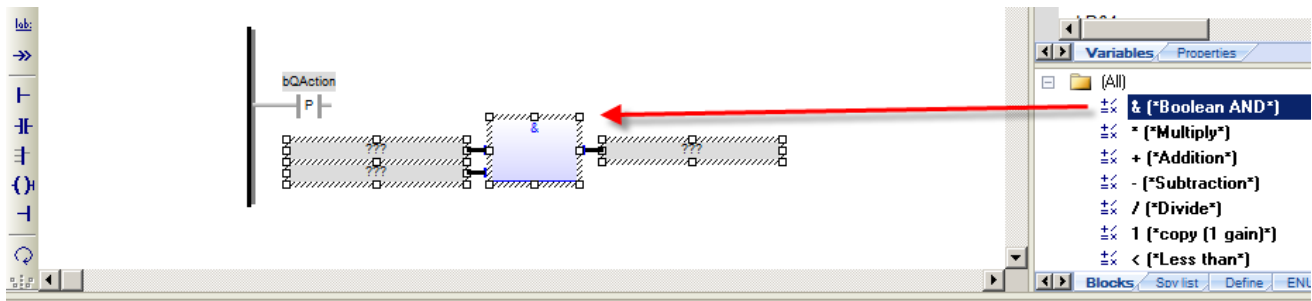 lab:
Variables Properties
bQAction
P
(All)
& (*Boolean AND*)
* (*Multiply*)
+ (*Addition*)
- (*Subtraction*)
/ (*Divide*)
1 (*copy (1 gain)*)
< (*Less than*)
&
???
???
???
Blocks Spy list Define